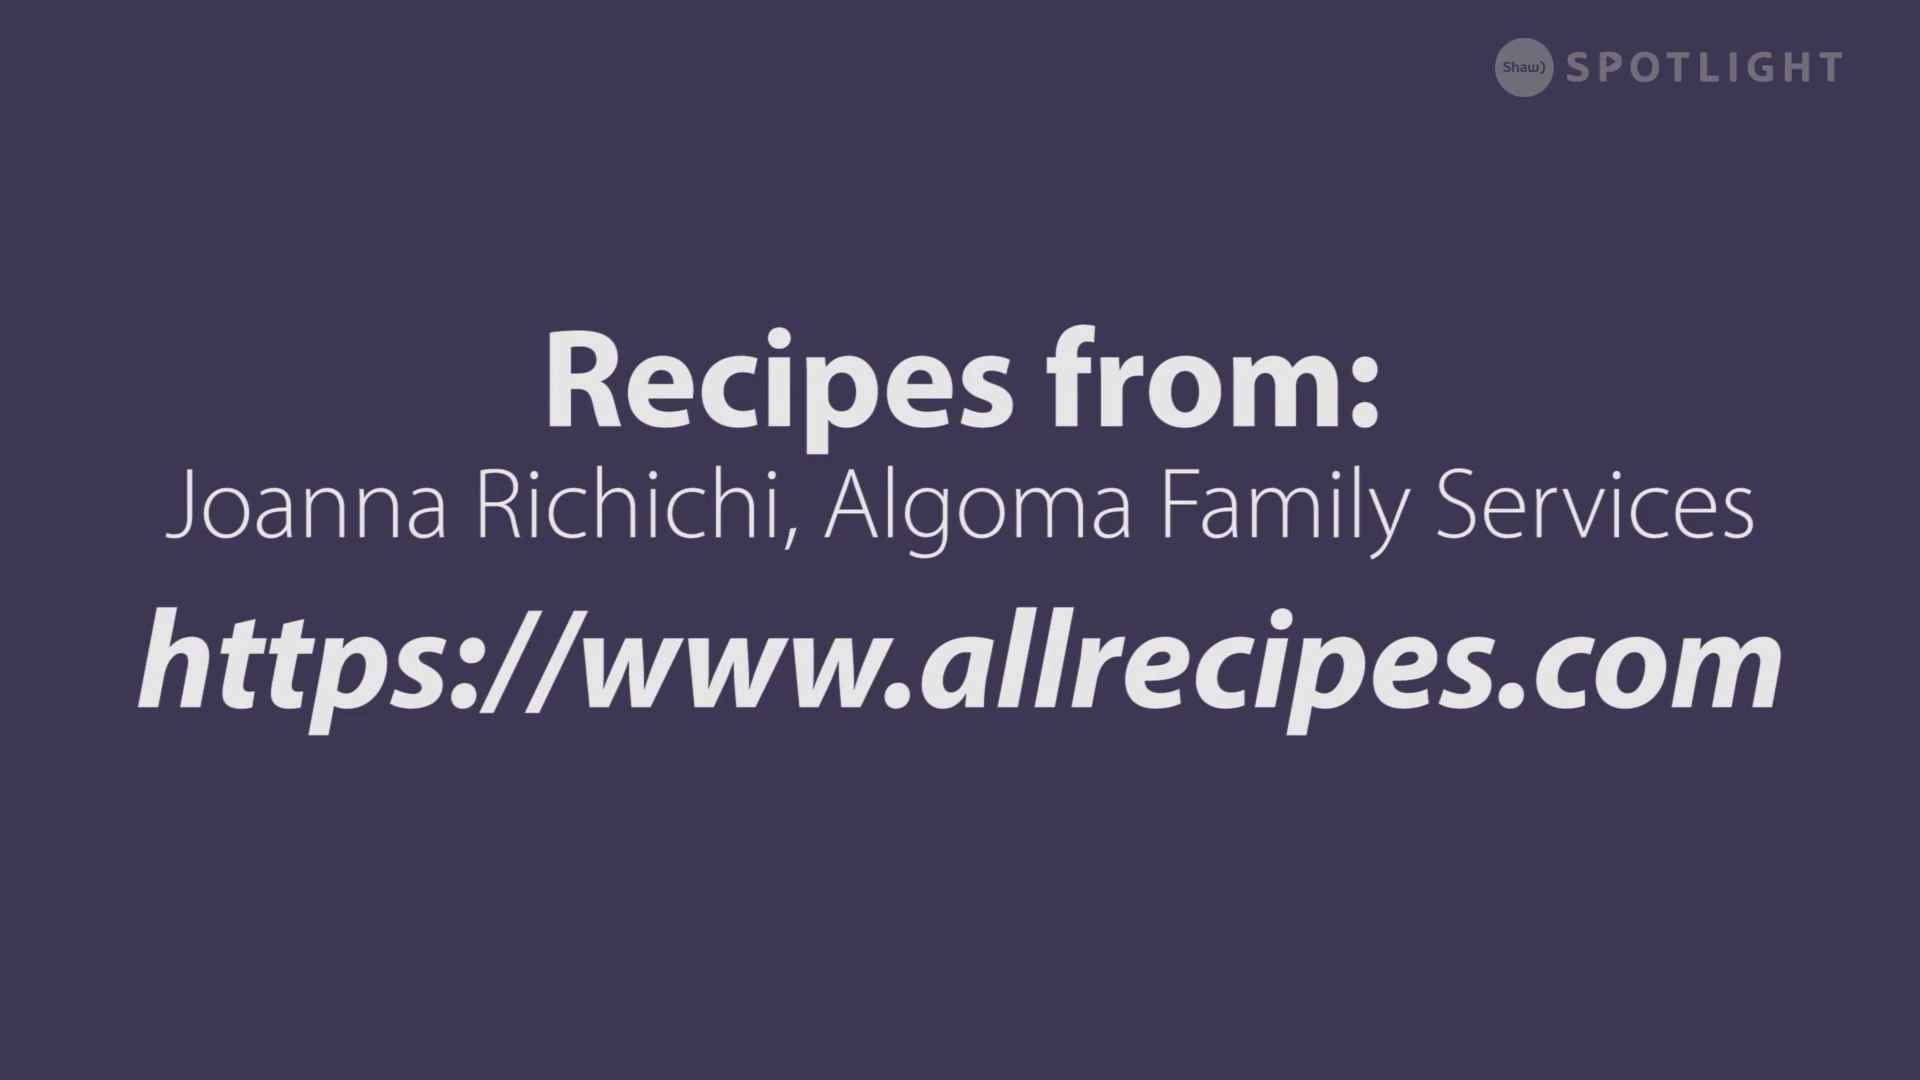 Shaw) SPOTLIGHT
Recipes from:
Joanna Richichi, Algoma Family Services
https://www.allrecipes.com